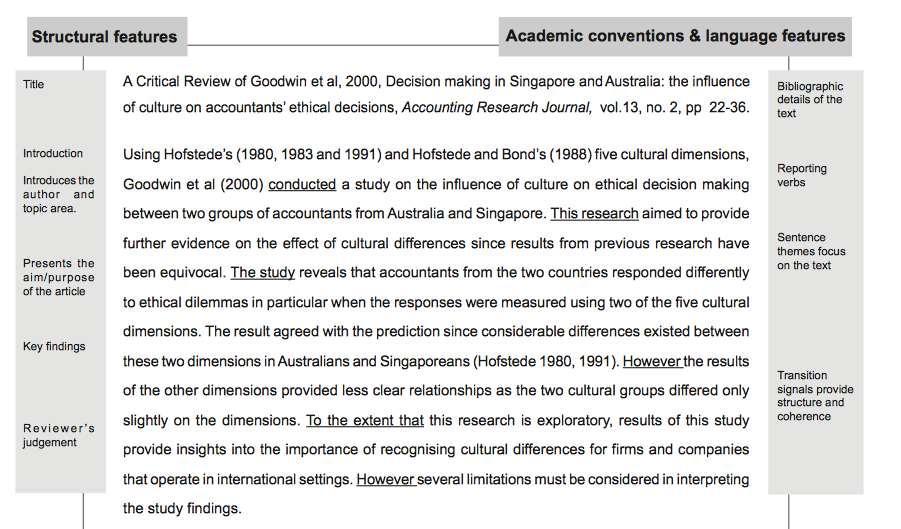 Structural features
Academic conventions & language features
Title
A Critical Review of Goodwin et al, 2000, Decision making in Singapore and Australia: the influence
of culture on accountants' ethical decisions, Accounting Research Journal, vol.13, no. 2, pp 22-36.
Bibliographic
details of the
text
Introduction
Introduces the
author and
topic area.
Presents the
aim/purpose
of the article
Key findings
Reviewer's
judgement
Using Hofstede's (1980, 1983 and 1991) and Hofstede and Bond's (1988) five cultural dimensions,
Goodwin et al (2000) conducted a study on the influence of culture on ethical decision making
between two groups of accountants from Australia and Singapore. This research aimed to provide
further evidence on the effect of cultural differences since results from previous research have
been equivocal. The study reveals that accountants from the two countries responded differently
to ethical dilemmas in particular when the responses were measured using two of the five cultural
dimensions. The result agreed with the prediction since considerable differences existed between
these two dimensions in Australians and Singaporeans (Hofstede 1980, 1991). However the results
of the other dimensions provided less clear relationships as the two cultural groups differed only
slightly on the dimensions. To the extent that this research is exploratory, results of this study
provide insights into the importance of recognising cultural differences for firms and companies
that operate in international settings. However several limitations must be considered in interpreting
the study findings.
Reporting
verbs
Sentence
themes focus
on the text
Transition
signals provide
structure and
coherence